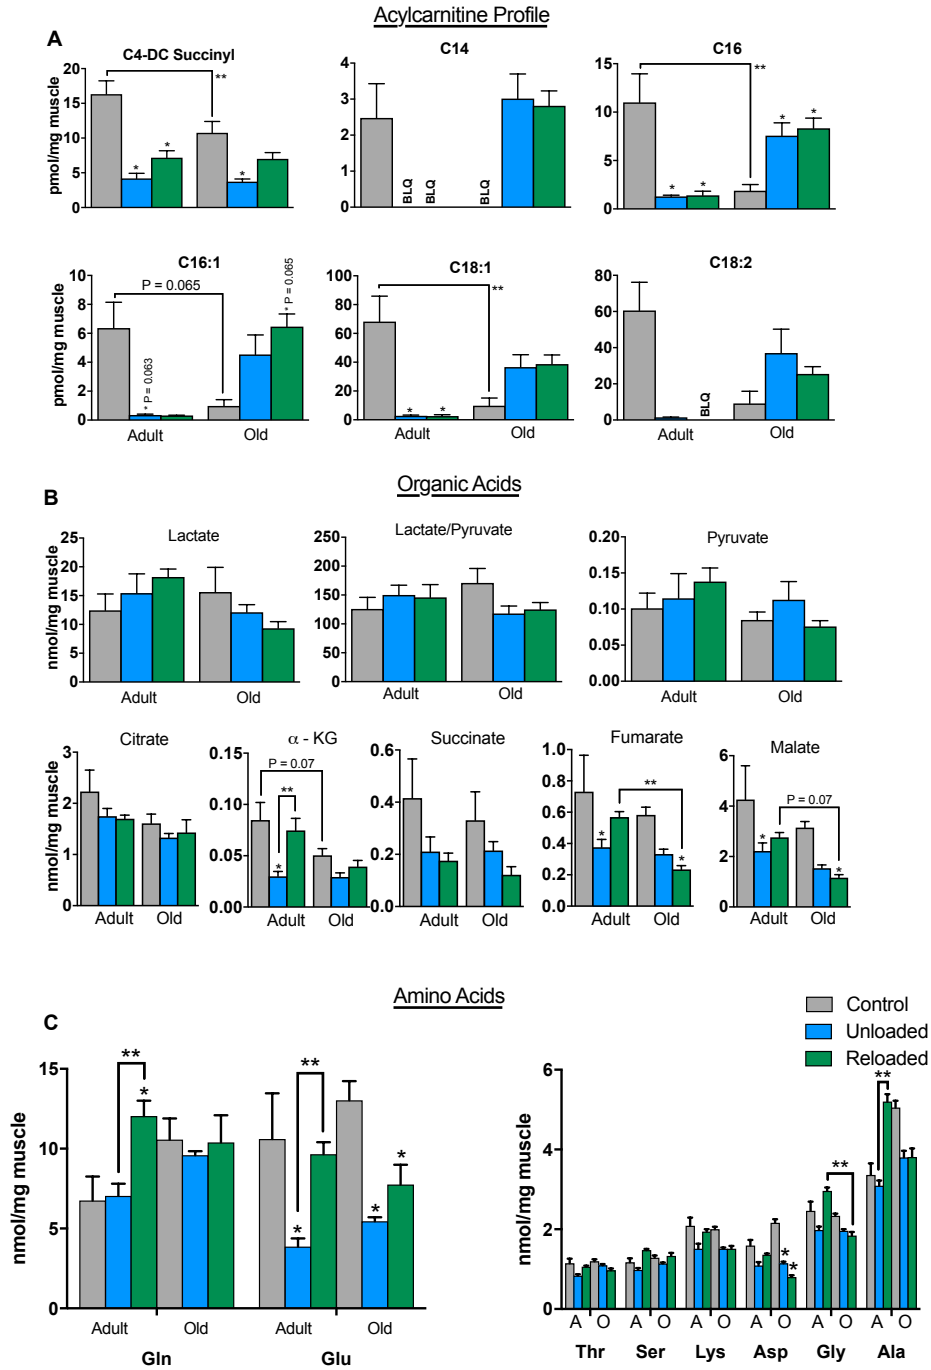 Acylcarnitine Profile
A
C4-DC Succinyl
C14
C16
pmol/mg muscle
20
15
10
5
0
**
*
*
*
4
3
2
1
0
BLQ
BLQ
BLQ
15
10
5
0
**
*
*
*
*
C16:1
C18:1
C18:2
pmol/mg muscle
10
8
6
4
2
0
P = 0.065
* P = 0.063
* P = 0.065
Adult
Old
100
80
60
40
20
0
**
*
*
Adult
Old
80
60
40
20
0
BLQ
Adult
Old
B
Organic Acids
Lactate
Lactate/Pyruvate
Pyruvate
nmol/mg muscle
25
20
15
10
5
0
Adult
Old
250
200
150
100
50
0
Adult
Old
0.20
0.15
0.10
0.05
0.00
Adult
Old
Citrate
α - KG
Succinate
Fumarate
Malate
nmol/mg muscle
3
2
1
0
Adult
Old
0.15
0.10
0.05
0.00
P = 0.07
**
*
Adult
Old
0.6
0.4
0.2
0.0
Adult
Old
1.0
0.8
0.6
0.4
0.2
0.0
**
*
*
Adult
Old
6
4
2
0
P = 0.07
*
*
Adult
Old
Amino Acids
C
Control
Unloaded
Reloaded
nmol/mg muscle
15
10
5
0
**
*
**
*
*
*
Adult
Old
Adult
Old
Gln
Glu
nmol/mg muscle
6
4
2
0
*
*
**
**
A O A O A O A O A O A O
Thr Ser Lys Asp Gly Ala